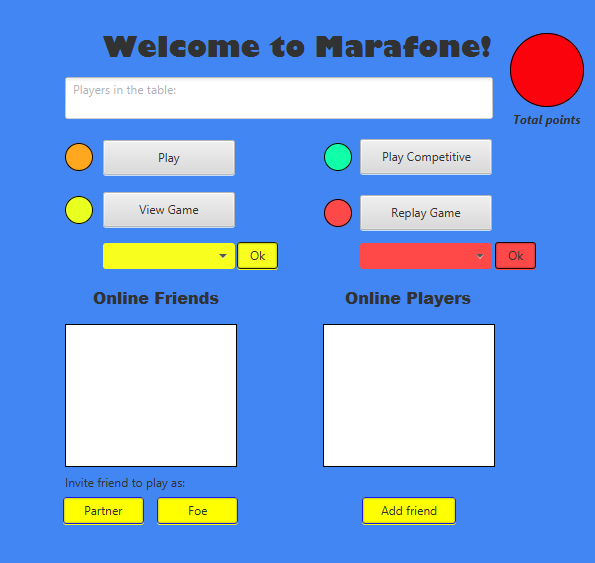 Welcome to Marafone!
Players in the table:
Total points
Play
Play Competitive
View Game
Replay Game
Ok
Ok
Online Friends
Online Players
Invite friend to play as:
Partner
Foe
Add friend